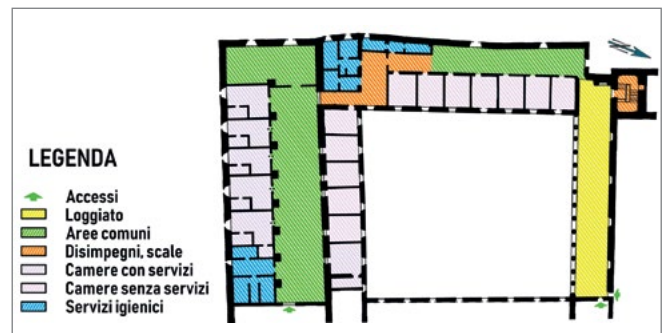 LEGENDA
Accessi
Loggiato
Aree comuni
Disimpegni, scale
Camere con servizi
Camere senza servizi
Servizi igienici